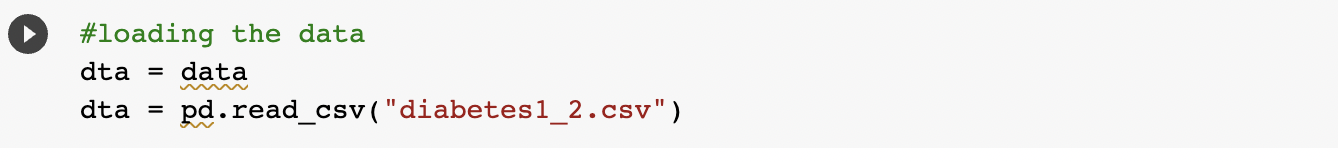 #loading the data
dta = data
dta = pd.read_csv("diabetes1_2.csv")